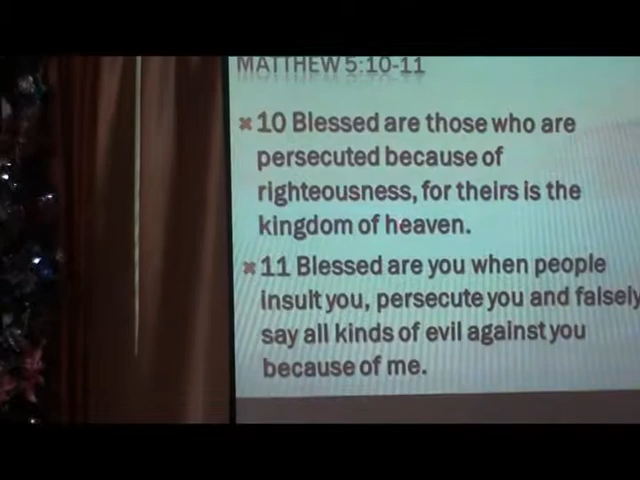 MATTHEW 5:10-11
10 Blessed are those who are
persecuted because of
righteousness, for theirs is the
kingdom of heaven.
11 Blessed are you when people
insult you, persecute you and falsely
say all kinds of evil against you
because of me.